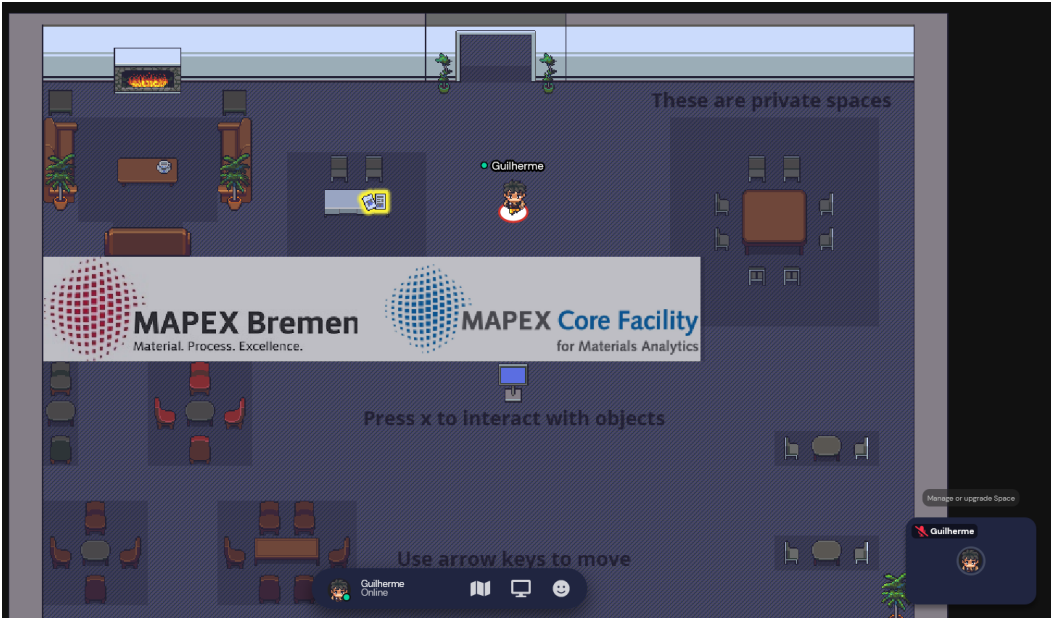 These are private spaces
Guilherme
MAPEX Bremen
Material. Process. Excellence.
MAPEX Core Facility
for Materials Analytics
Press x to interact with objects
Manage or upgrade Space
Guilherme
Use arrow keys to move
Guilherme
Online